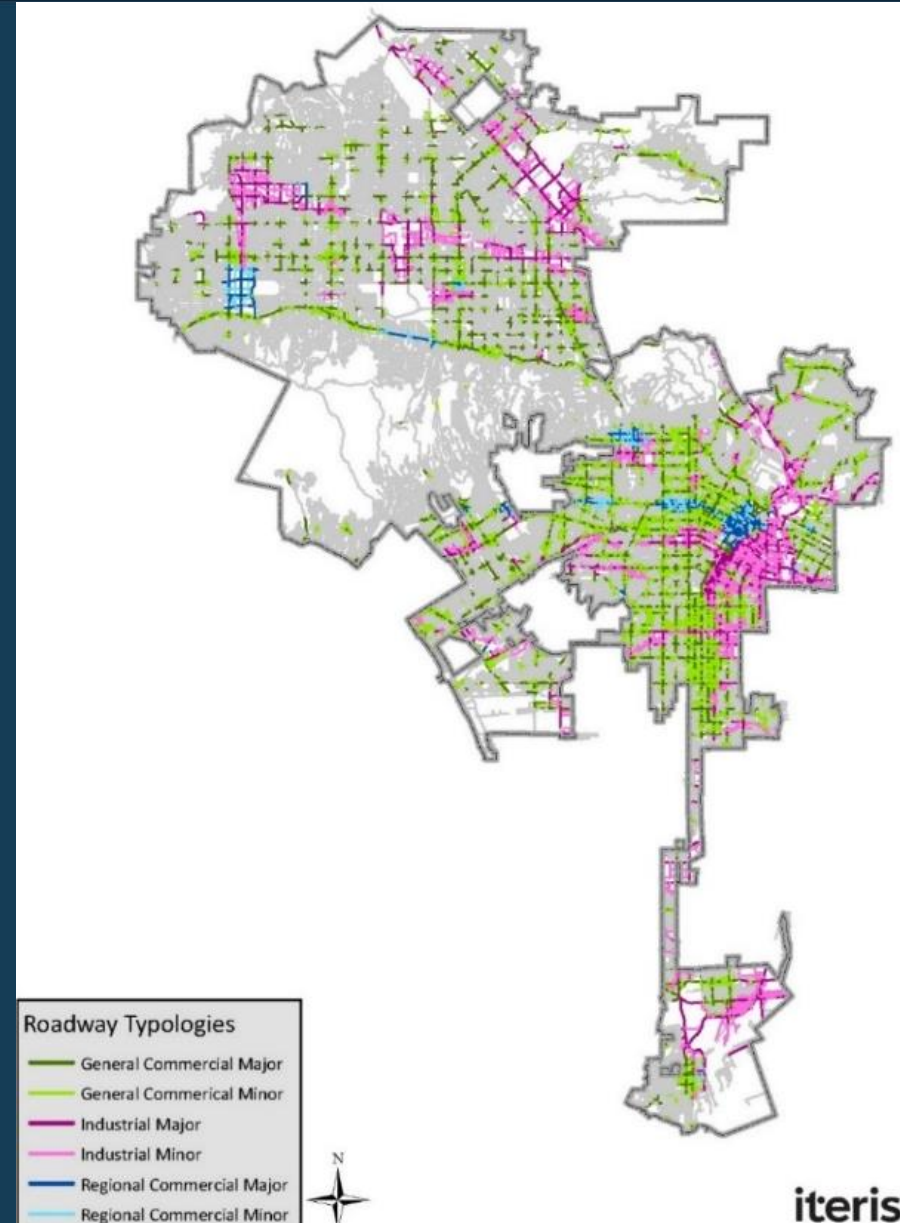 Roadway Typologies
General Commercial Major
General Commerical Minor
Industrial Major
Industrial Minor
Regional Commercial Major
Regional Commercial Minor
N
iteris